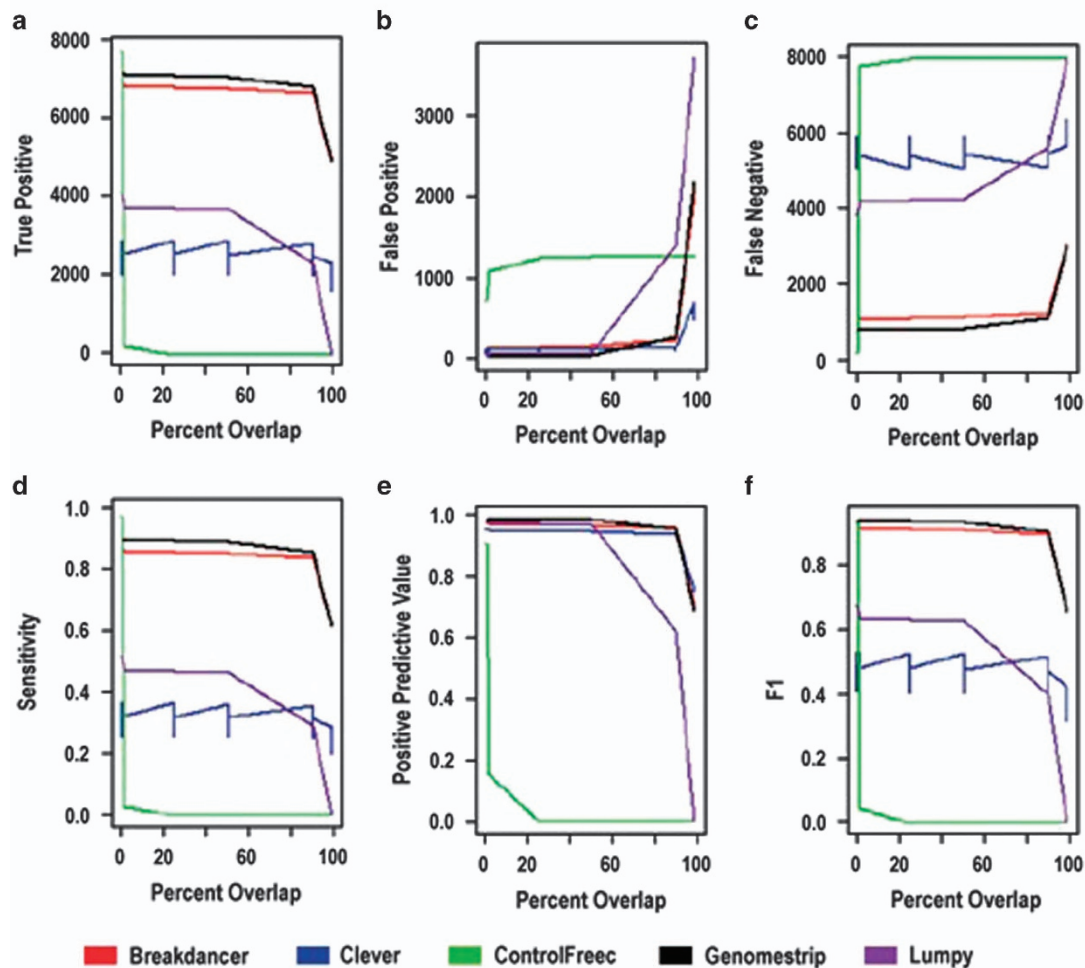 a
True Positive
8000
6000
4000
2000
0
0 20 60 100
Percent Overlap
b
False Positive
3000
2000
1000
0
0 20 60 100
Percent Overlap
c
False Negative
8000
6000
4000
2000
0
0 20 60 100
Percent Overlap
d
Sensitivity
1.0
0.8
0.6
0.4
0.2
0.0
0 20 60 100
Percent Overlap
e
Positive Predictive Value
1.0
0.8
0.6
0.4
0.2
0.0
0 20 60 100
Percent Overlap
f
F1
0.8
0.6
0.4
0.2
0.0
0 20 60 100
Percent Overlap
Breakdancer Clever ControlFreec Genomestrip Lumpy